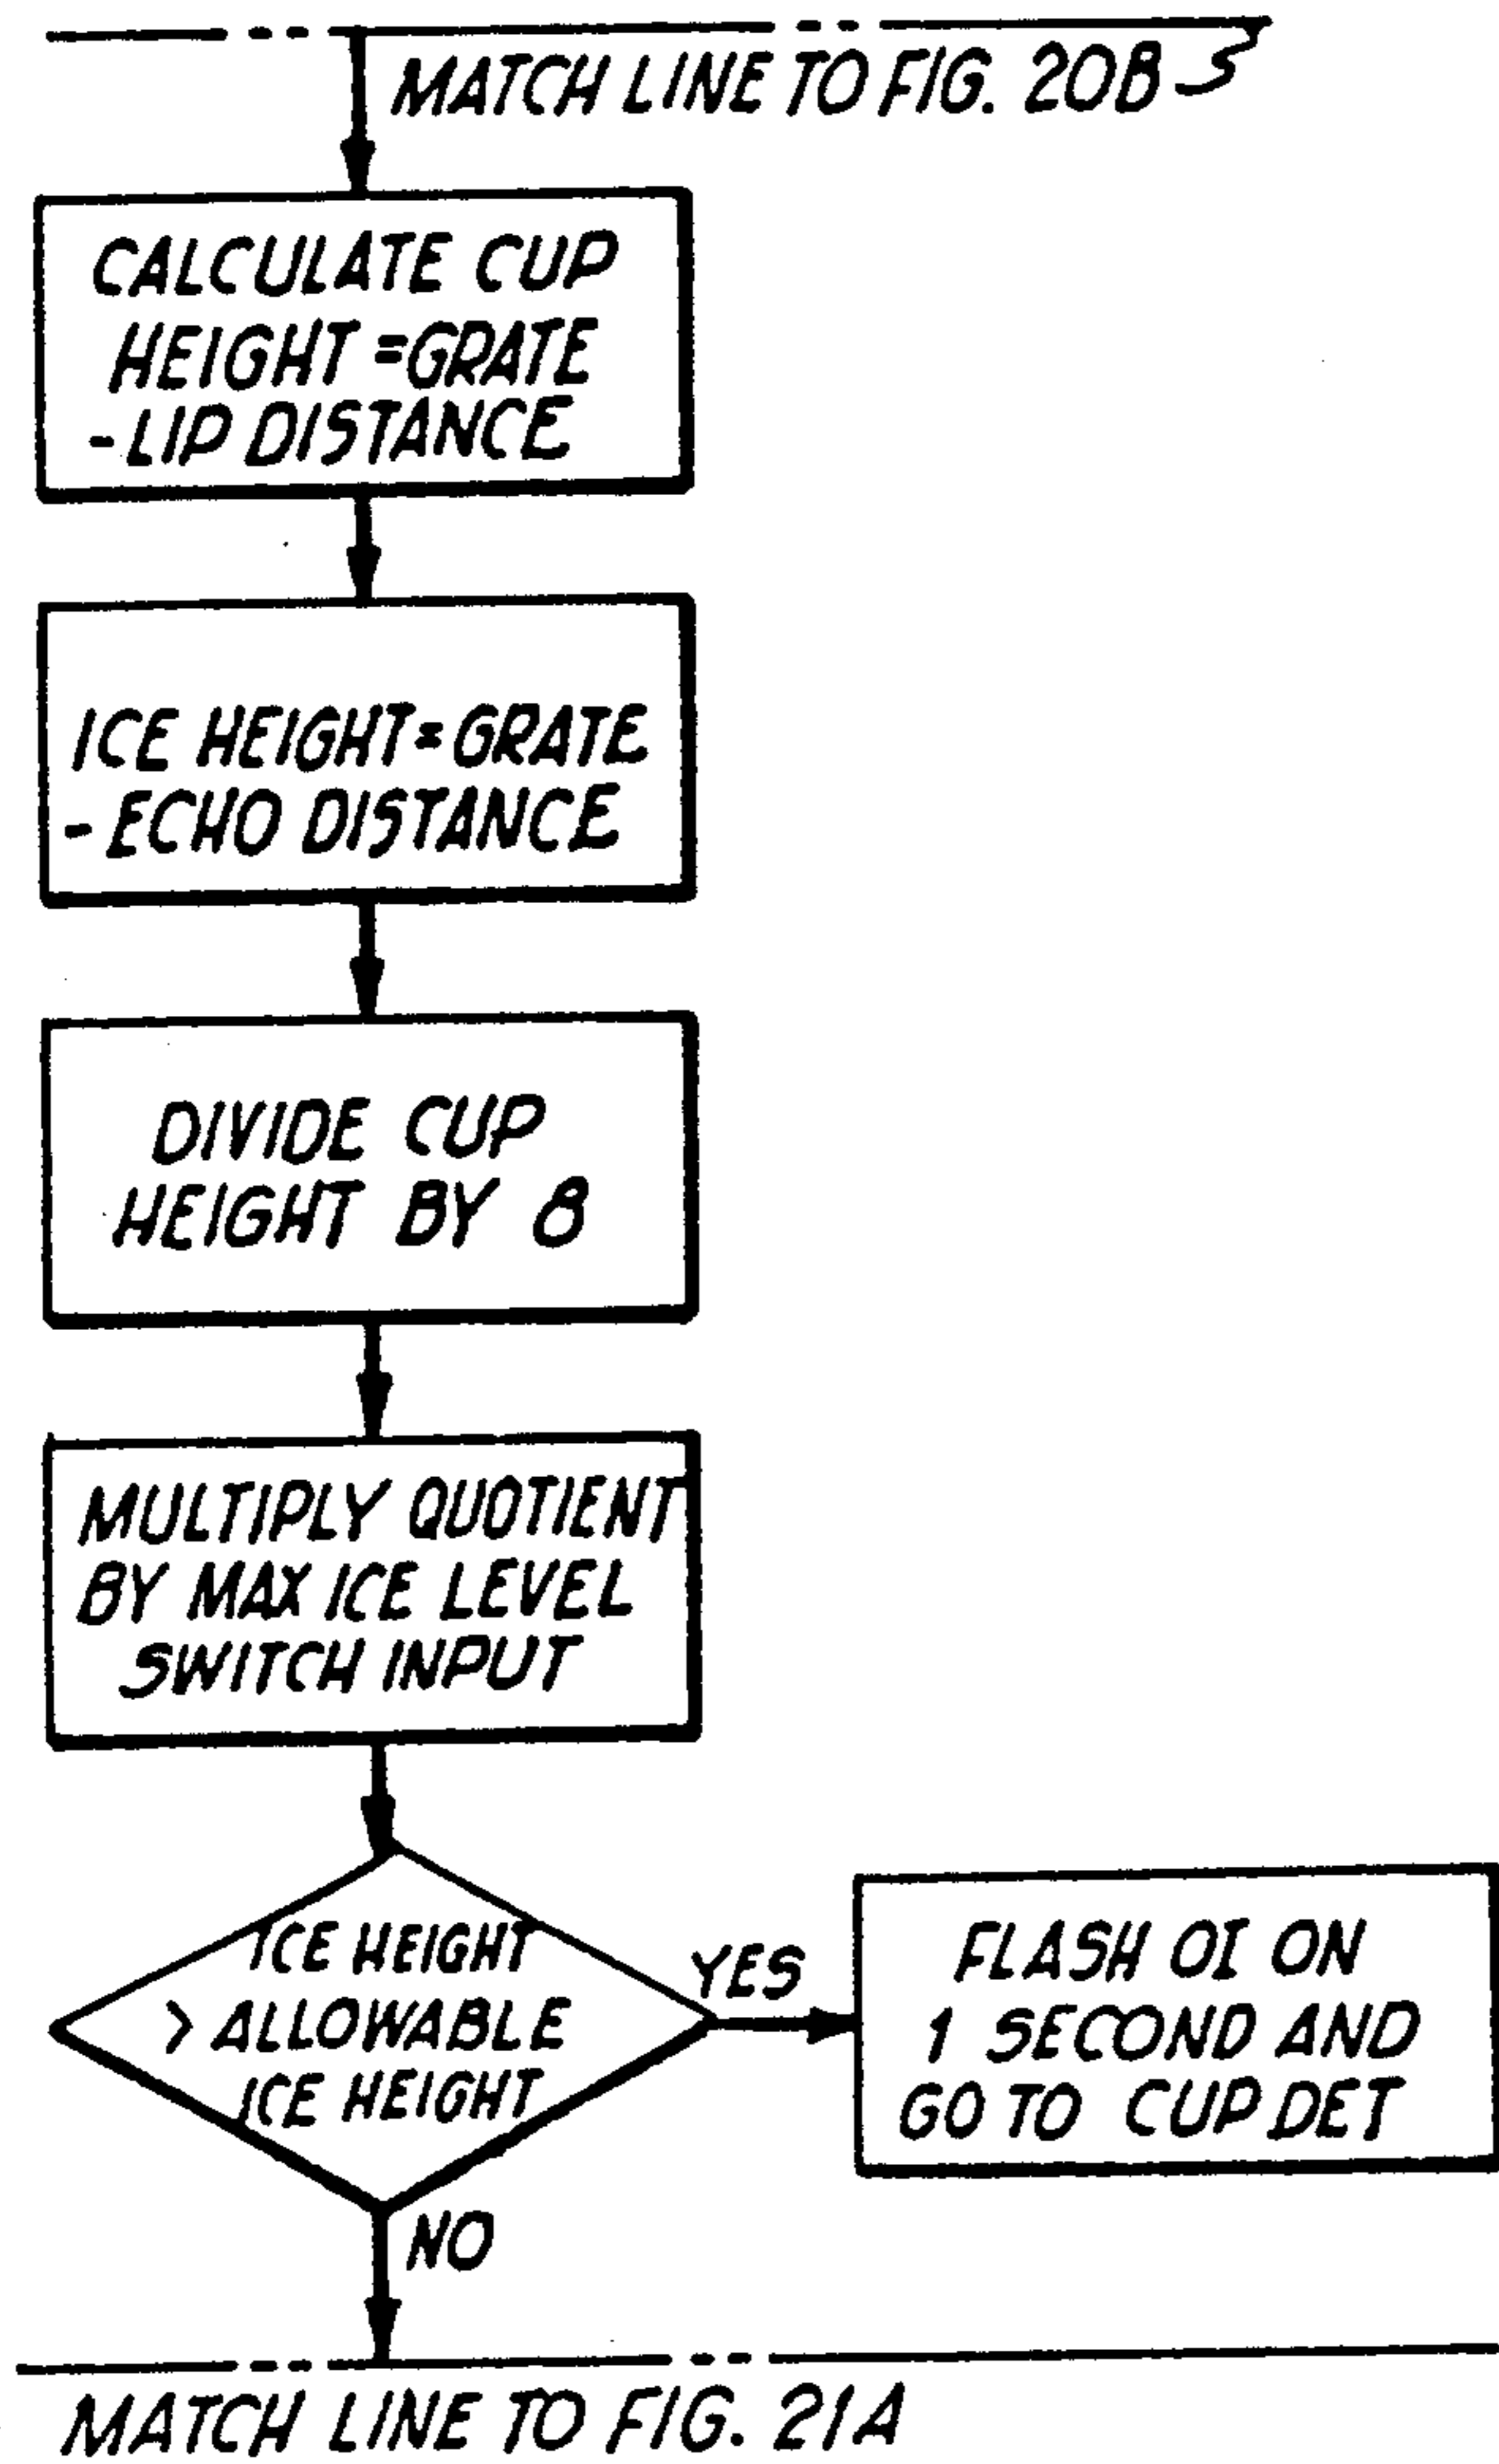 MATCH LINE TO FIG. 20B
CALCULATE CUP
HEIGHT =GRATE
- LIP DISTANCE
ICE HEIGHT = GRATE
- ECHO DISTANCE
DIVIDE CUP
HEIGHT BY 8
MULTIPLY QUOTIENT
BY MAX ICE LEVEL
SWITCH INPUT
ICE HEIGHT
> ALLOWABLE
ICE HEIGHT
YES
FLASH OI ON
1 SECOND AND
GO TO CUP DET
NO
MATCH LINE TO FIG. 21A